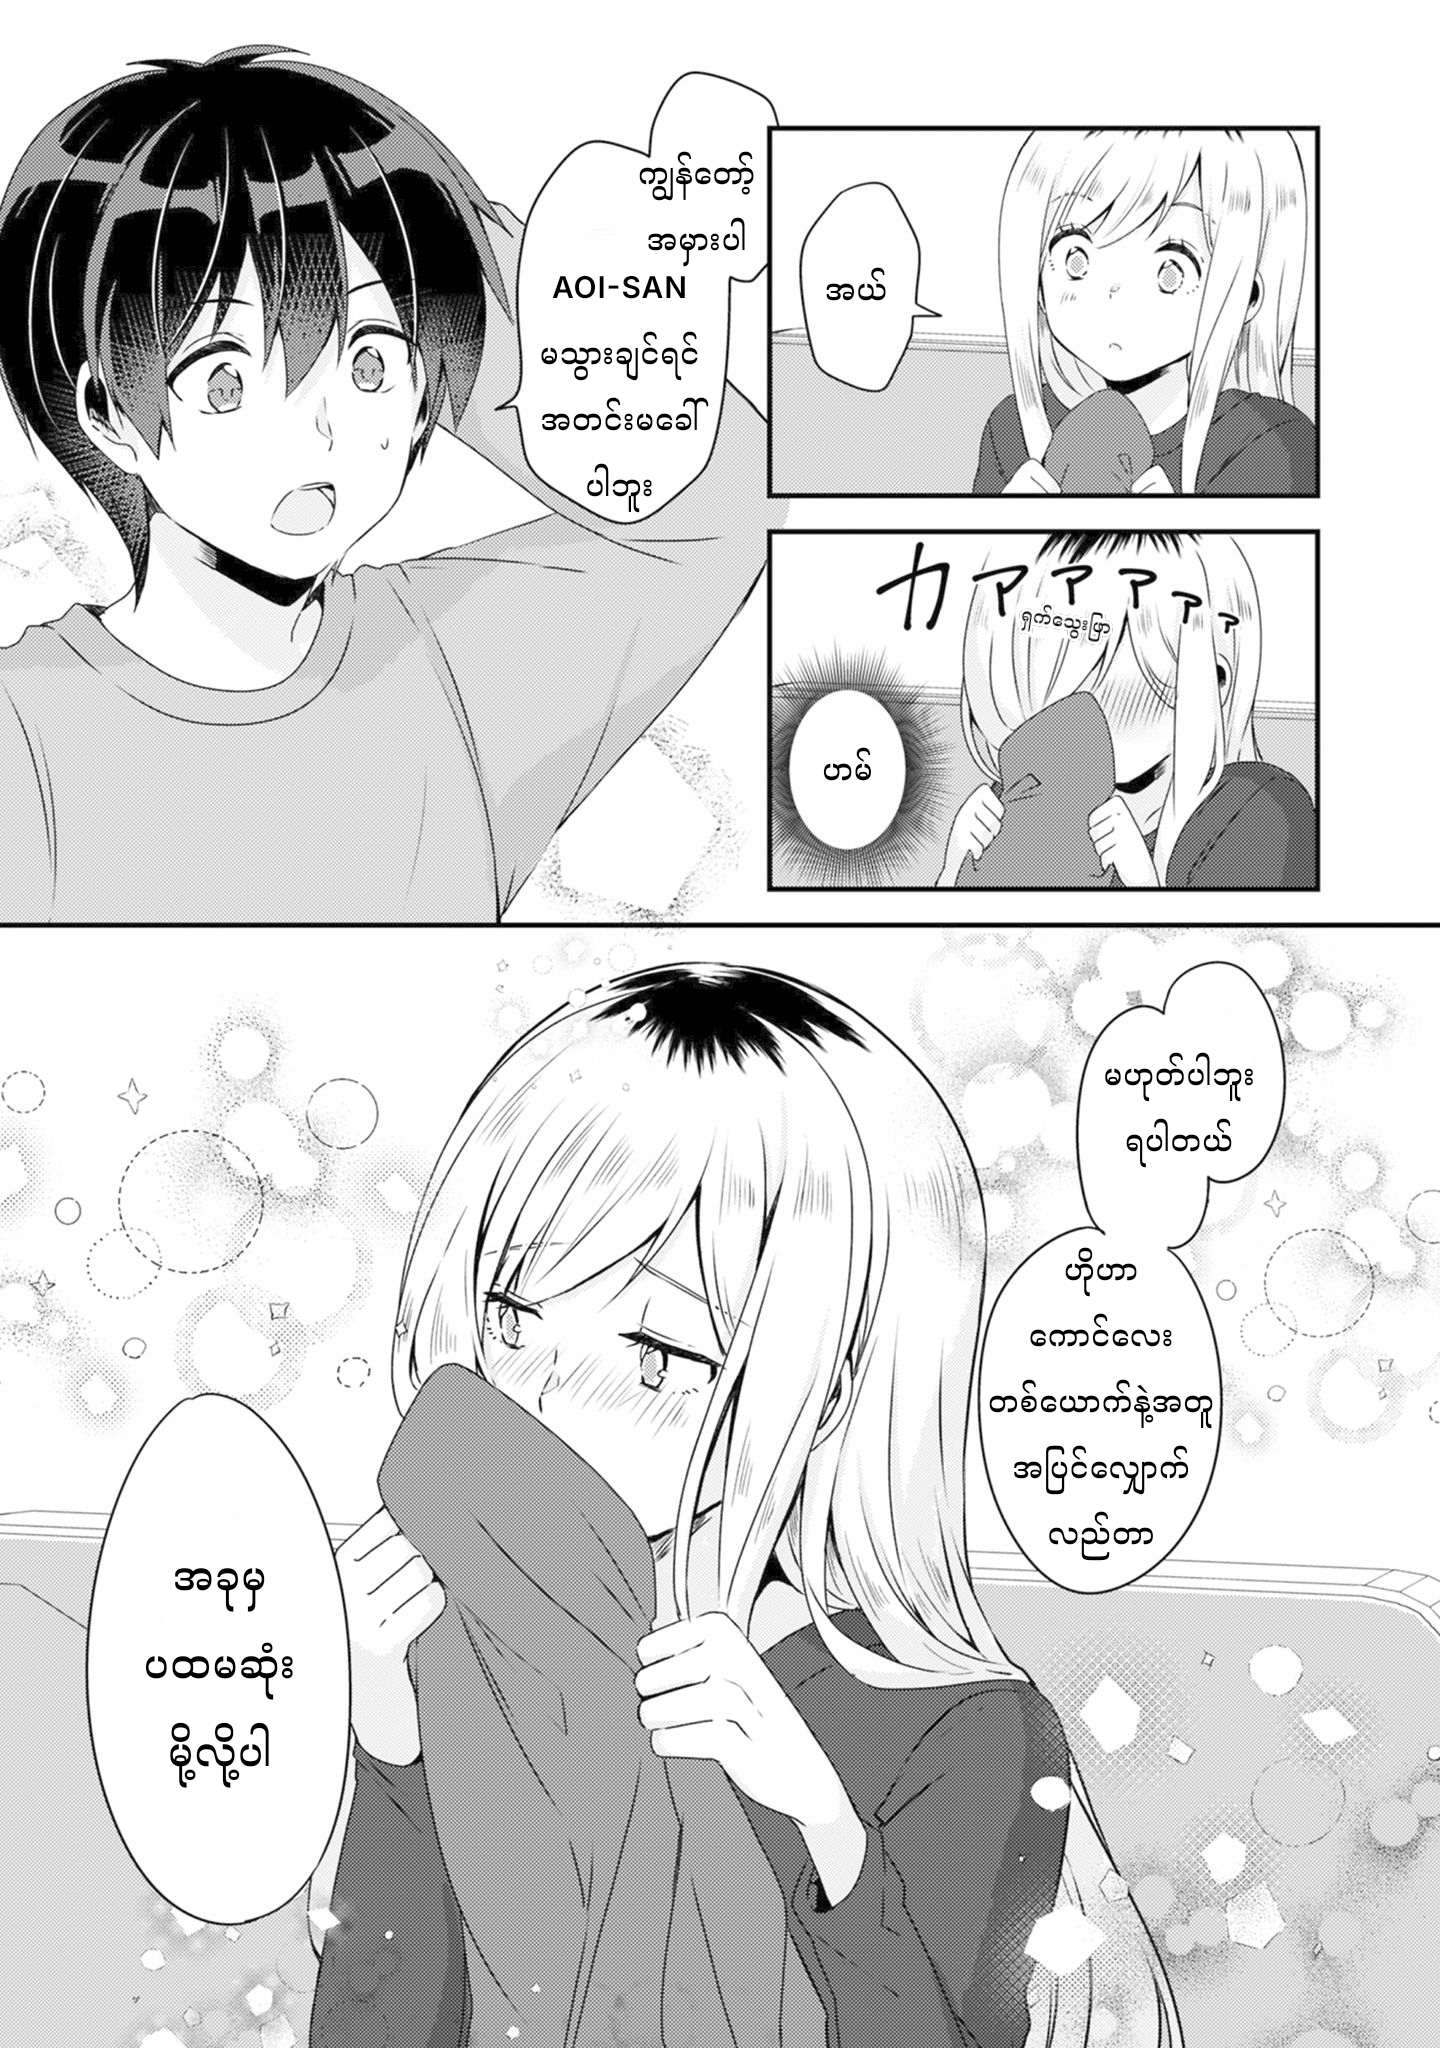 အယ်
カァァァァァ
ရှက်သွေးဖြာ
ဟမ်
ကျွန်တော့်
အမှားပါ
AOI-SAN
မသွားချင်ရင်
အတင်းမခေါ်
ပါဘူး
မဟုတ်ပါဘူး
ရပါတယ်
ဟိုဟာ
ကောင်လေး
တစ်ယောက်နဲ့အတူ
အပြင်လျှောက်
လည်တာ
အခုမှ
ပထမဆုံး
မို့လို့ပါ